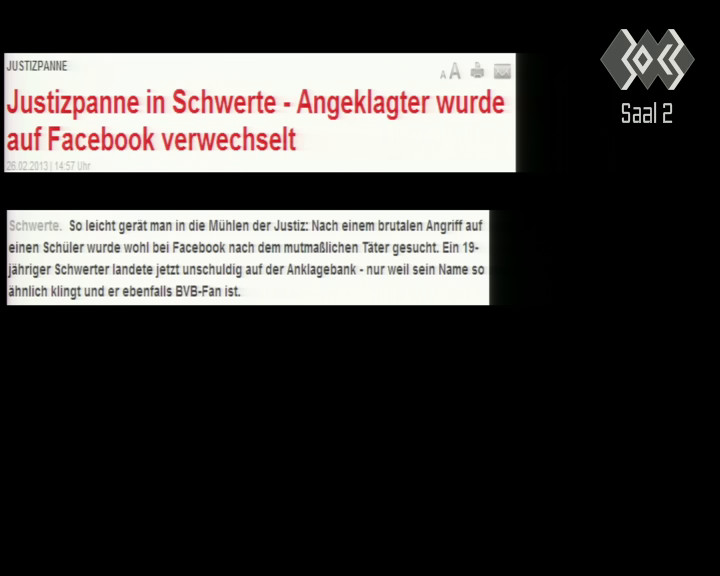 JUSTIZPANNE
A A
Justizpanne in Schwerte - Angeklagter wurde
auf Facebook verwechselt
26.02.2013 | 14:57 Uhr
Schwerte. So leicht gerät man in die Mühlen der Justiz: Nach einem brutalen Angriff auf
einen Schüler wurde wohl bei Facebook nach dem mutmaßlichen Täter gesucht. Ein 19-
jähriger Schwerter landete jetzt unschuldig auf der Anklagebank - nur weil sein Name so
ähnlich klingt und er ebenfalls BVB-Fan ist.
Saal 2